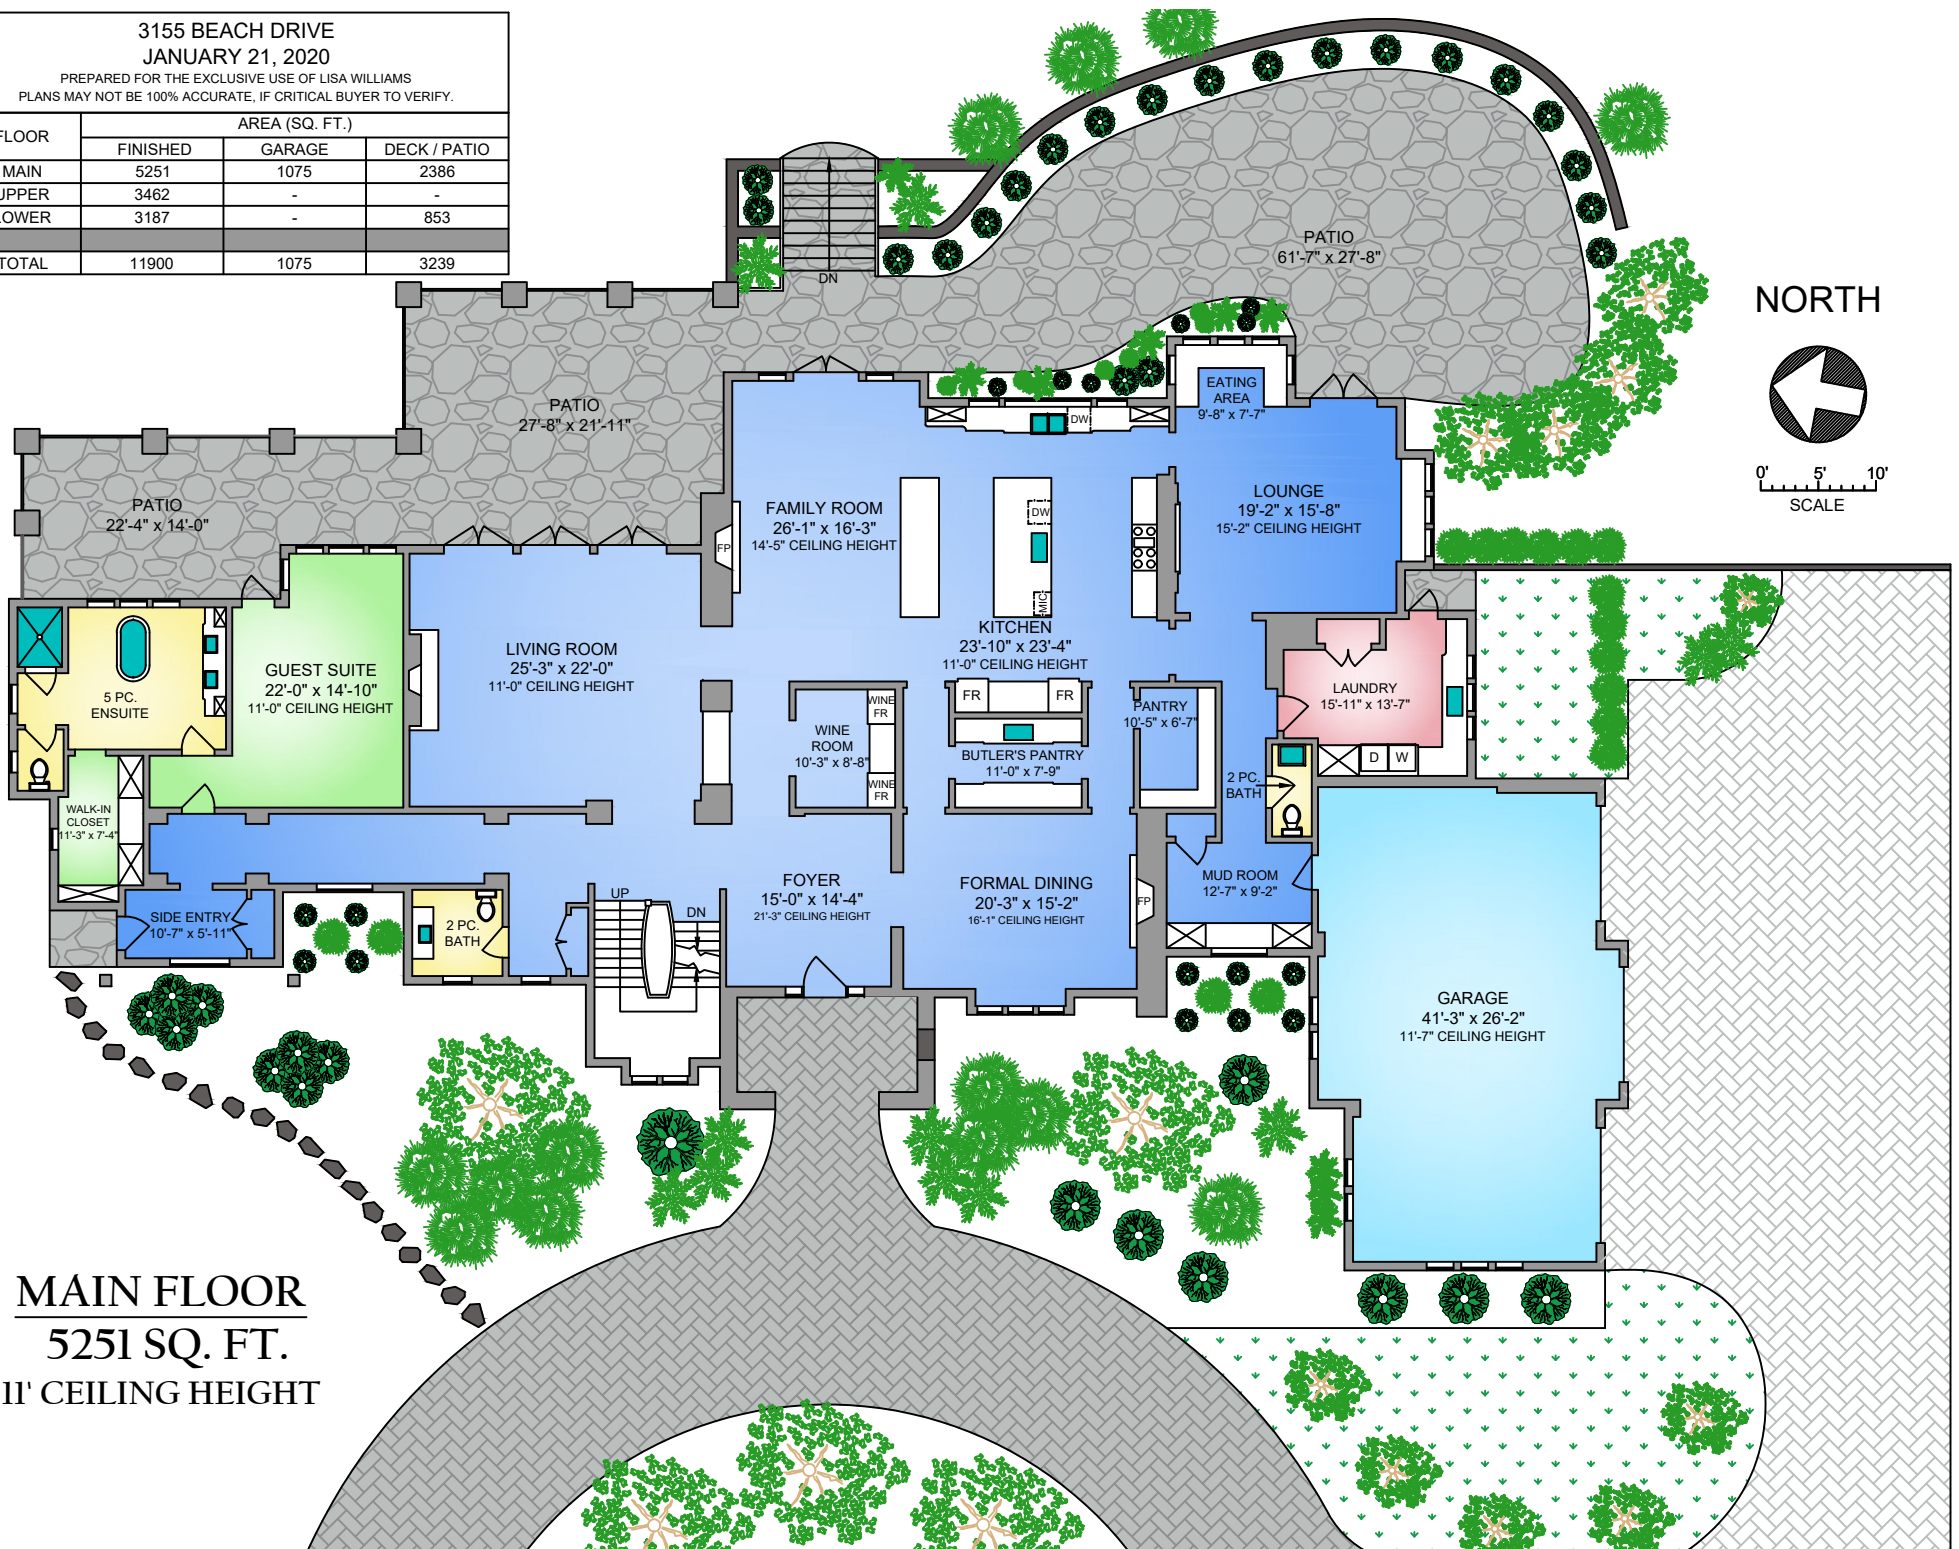 3155 BEACH DRIVE
JANUARY 21, 2020
PREPARED FOR THE EXCLUSIVE USE OF LISA WILLIAMS
PLANS MAY NOT BE 100% ACCURATE, IF CRITICAL BUYER TO VERIFY.
FLOOR AREA (SQ. FT.)
FINISHED GARAGE DECK / PATIO
MAIN 5251 1075 2386
UPPER 3462 - -
LOWER 3187 - 853
TOTAL 11900 1075 3239
NORTH
0' 5' 10'
SCALE
PATIO
61'-7" x 27'-8"
DN
PATIO
27'-8" x 21'-11"
PATIO
22'-4" x 14'-0"
EATING
AREA
9'-8" x 7'-7"
DW
FAMILY ROOM
26'-1" x 16'-3"
14'-5" CEILING HEIGHT
FP
DW
MIC
LOUNGE
19'-2" x 15'-8"
15'-2" CEILING HEIGHT
KITCHEN
23'-10" x 23'-4"
11'-0" CEILING HEIGHT
LIVING ROOM
25'-3" x 22'-0"
11'-0" CEILING HEIGHT
GUEST SUITE
22'-0" x 14'-10"
11'-0" CEILING HEIGHT
5 PC.
ENSUITE
WALK-IN
CLOSET
11'-3" x 7'-4"
FR FR
WINE
FR
WINE
ROOM
10'-3" x 8'-8"
WINE
FR
BUTLER'S PANTRY
11'-0" x 7'-9"
PANTRY
10'-5" x 6'-7"
LAUNDRY
15'-11" x 13'-7"
D W
2 PC.
BATH
MUD ROOM
12'-7" x 9'-2"
FOYER
15'-0" x 14'-4"
21'-3" CEILING HEIGHT
FORMAL DINING
20'-3" x 15'-2"
16'-1" CEILING HEIGHT
FP
UP
DN
SIDE ENTRY
10'-7" x 5'-11"
2 PC.
BATH
GARAGE
41'-3" x 26'-2"
11'-7" CEILING HEIGHT
MAIN FLOOR
5251 SQ. FT.
11' CEILING HEIGHT